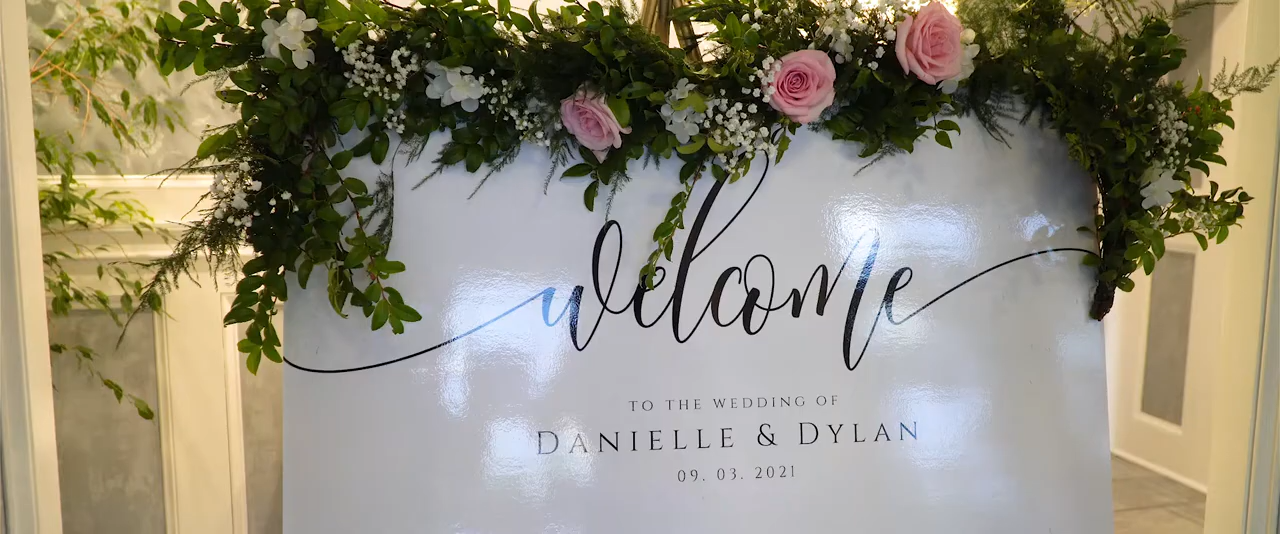 welcome
TO THE WEDDING OF
DANIELLE & DYLAN
09. 03. 2021